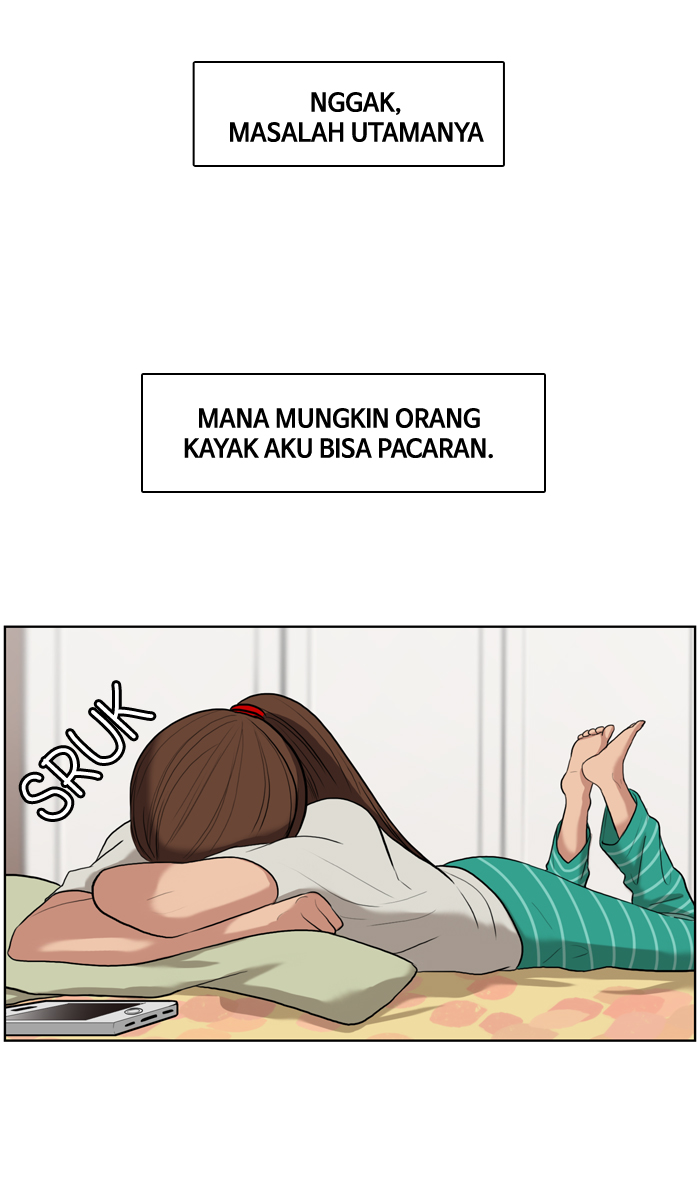 NGGAK,
MASALAH UTAMANYA
MANA MUNGKIN ORANG
KAYAK AKU BISA PACARAN.
SRUK